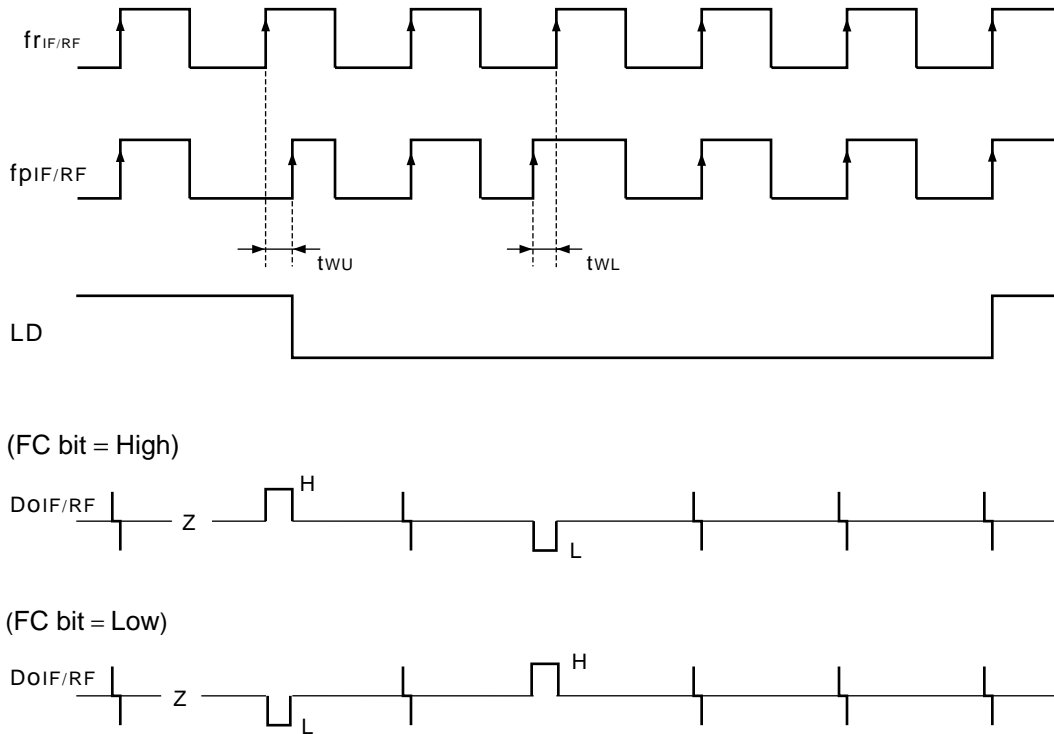 frIF/RF
fpIF/RF
tWU
tWL
LD
(FC bit = High)
DoIF/RF
Z
H
L
(FC bit = Low)
DoIF/RF
Z
L
H